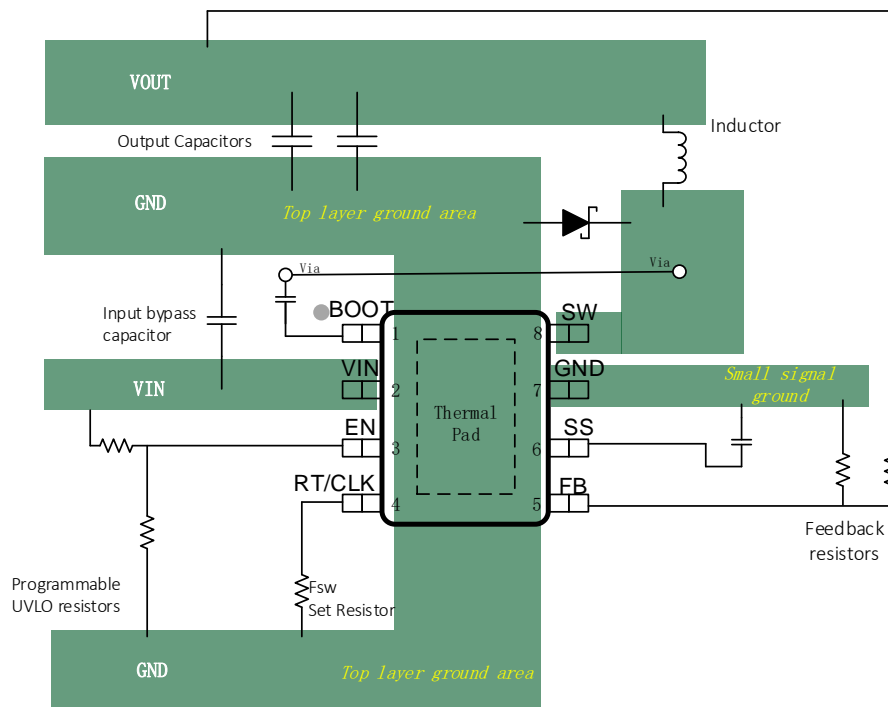 VOUT
Output Capacitors
Inductor
GND
Top layer ground area
Via
Via
BOOT
SW
Input bypass
capacitor
1
8
VIN
GND
Small signal
ground
VIN
2
7
Thermal
Pad
EN
SS
3
6
RT/CLK
FB
4
5
Feedback
resistors
Programmable
UVLO resistors
Fsw
Set Resistor
GND
Top layer ground area